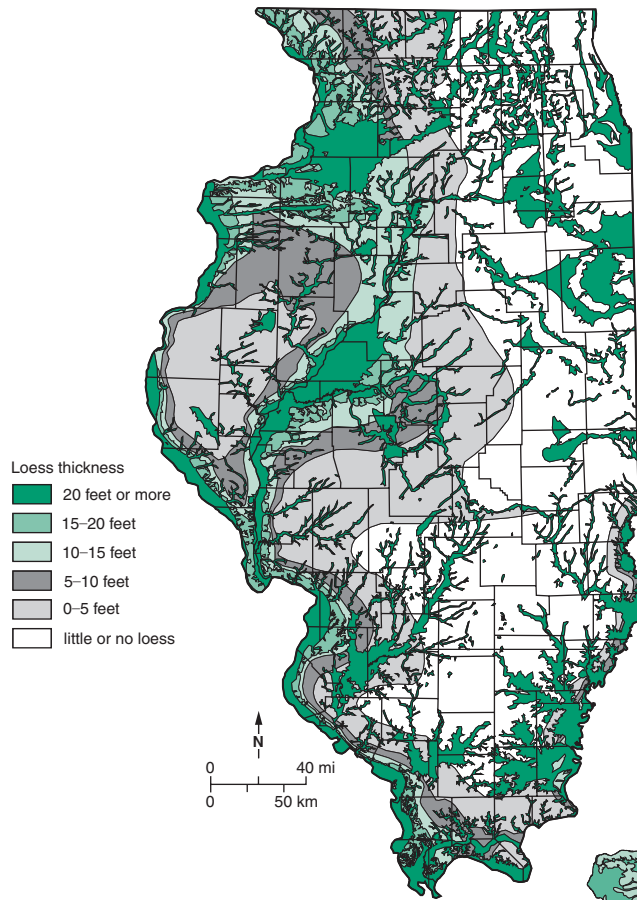 Loess thickness
20 feet or more
15–20 feet
10–15 feet
5–10 feet
0–5 feet
little or no loess
N
0 40 mi
0 50 km